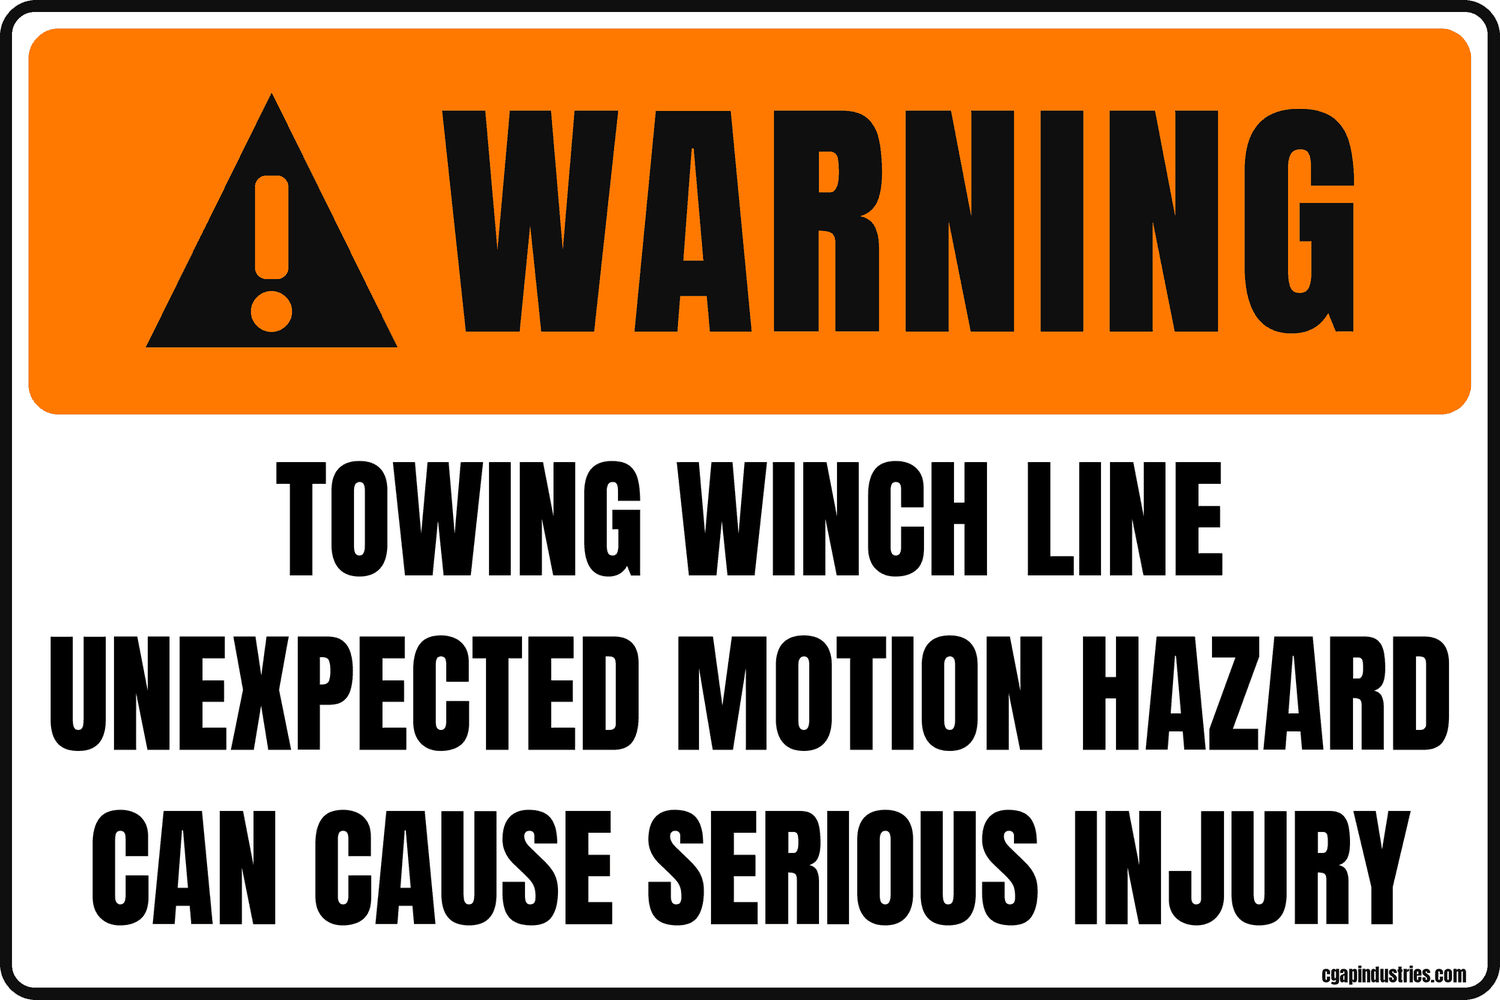 WARNING
TOWING WINCH LINE
UNEXPECTED MOTION HAZARD
CAN CAUSE SERIOUS INJURY
cgapindustries.com